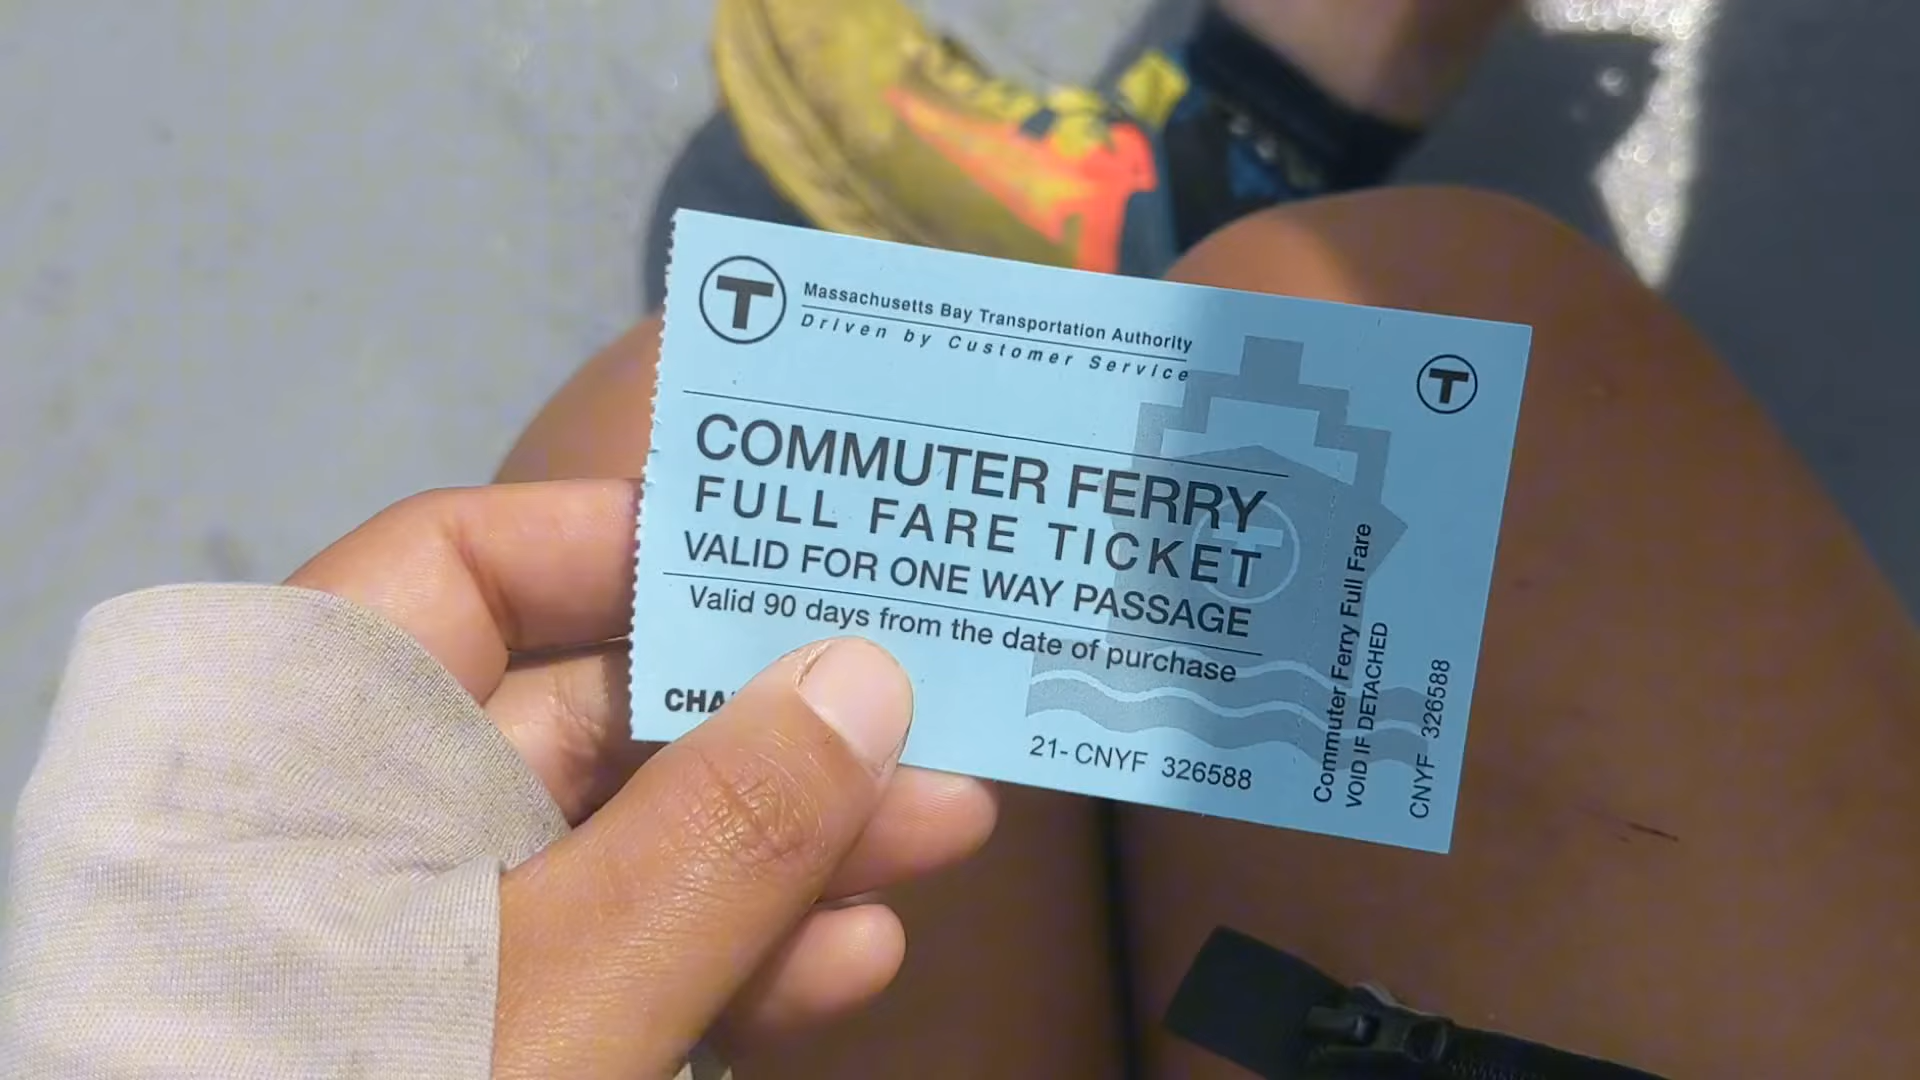 T
Massachusetts Bay Transportation Authority
Driven by Customer Service
T
COMMUTER FERRY
FULL FARE TICKET
VALID FOR ONE WAY PASSAGE
Valid 90 days from the date of purchase
21- CNYF 326588
Commuter Ferry Full Fare
VOID IF DETACHED
CNYF 326588